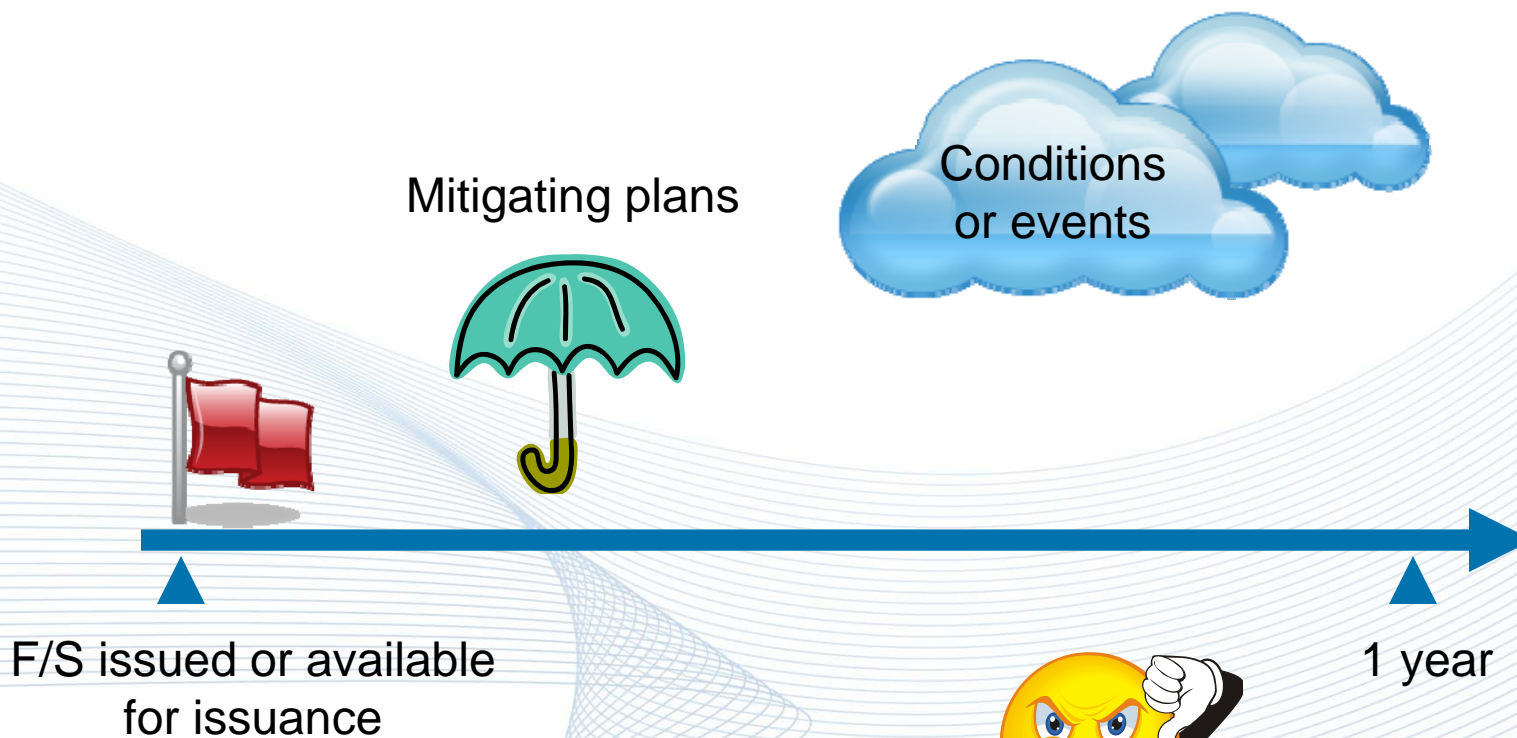 Mitigating plans
Conditions
or events
F/S issued or available
for issuance
1 year